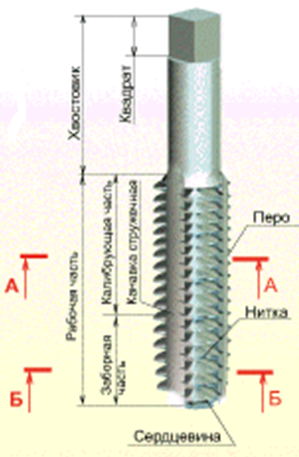 Хвостовик
Квадрат
Рабочая часть
Калибрующая часть
Канавка стружечная
Заборная
часть
Перо
А
А
Нитка
Б
Б
Сердцевина